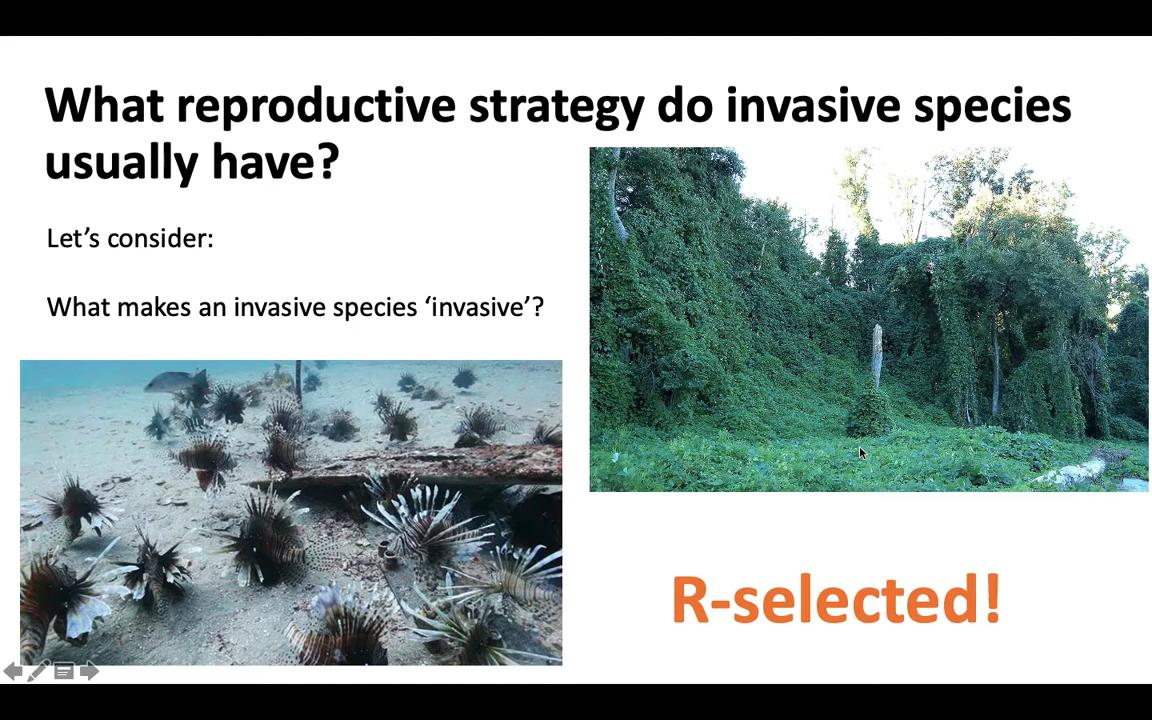 What reproductive strategy do invasive species
usually have?
Let’s consider:
What makes an invasive species ‘invasive’?
R-selected!